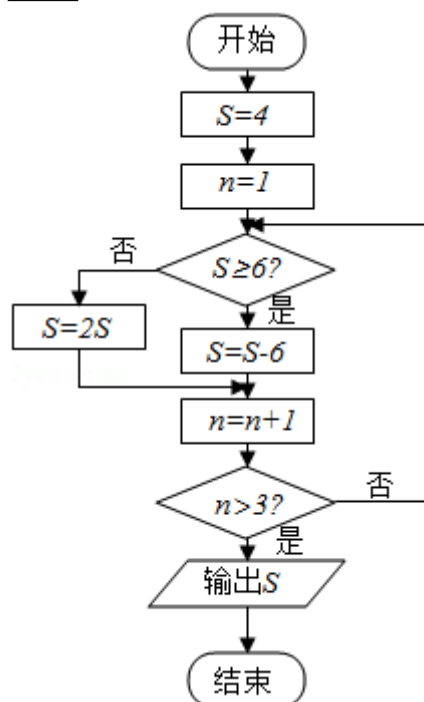 开始
S=4
n=1
S≥6?
否
是
S=2S
S=S-6
n=n+1
n>3?
否
是
输出S
结束